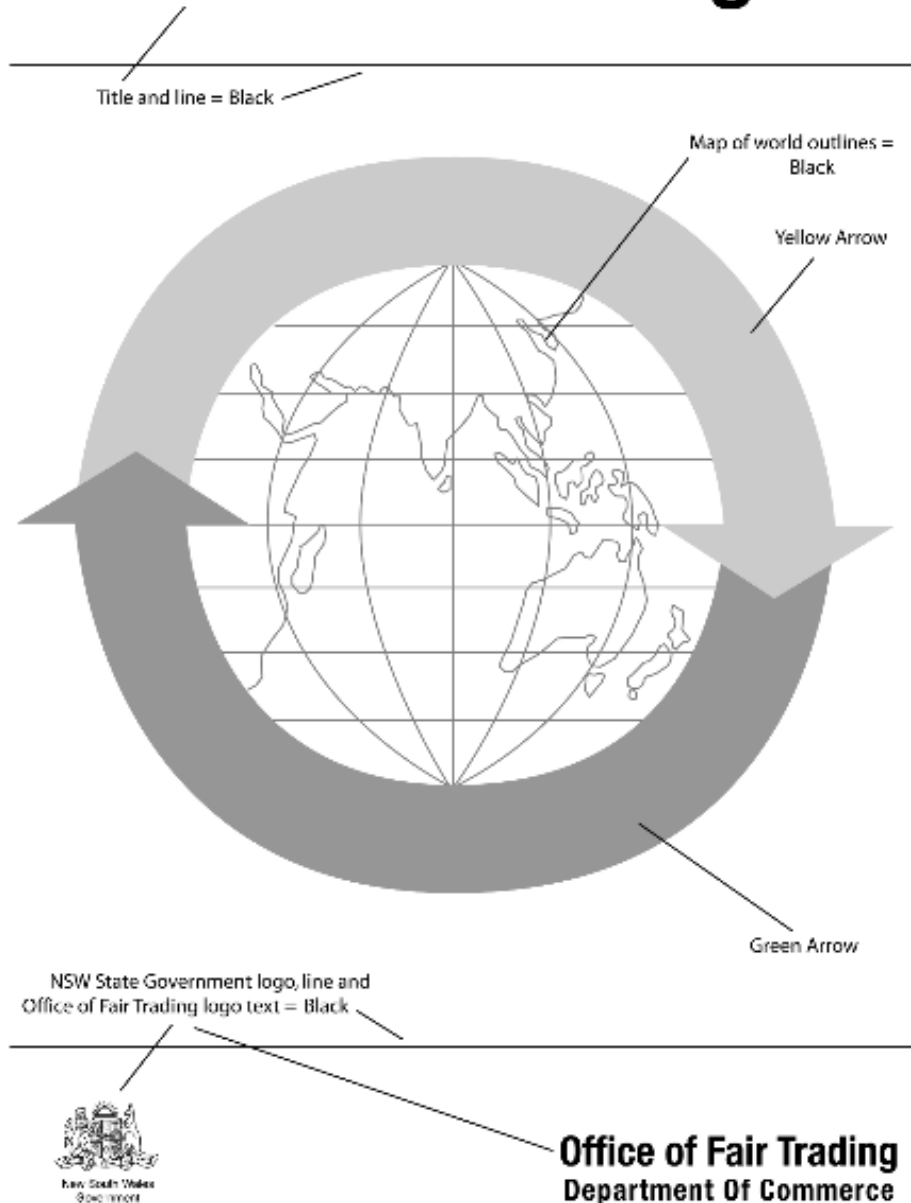 Title and line = Black
Map of world outlines =
Black
Yellow Arrow
Green Arrow
NSW State Government logo, line and
Office of Fair Trading logo text = Black
New South Wales
Government
Office of Fair Trading
Department Of Commerce